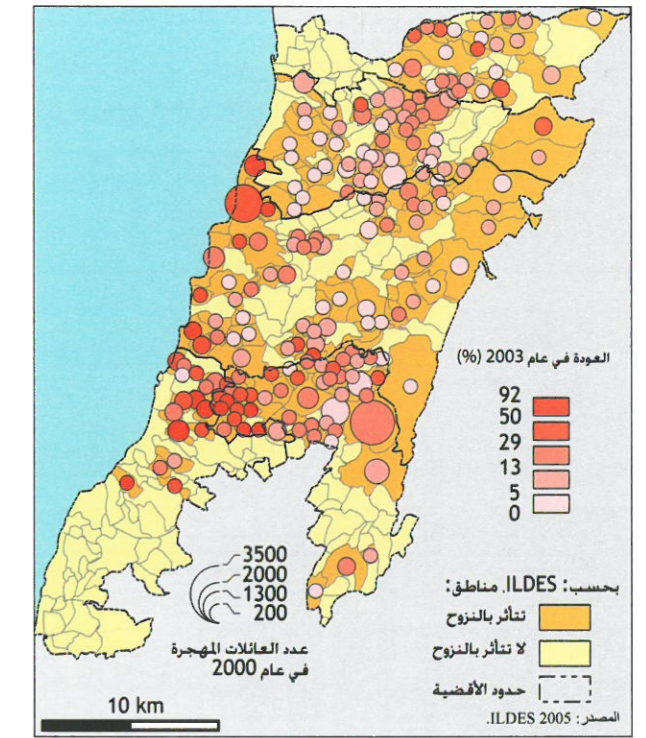 العودة في عام 2003 (%)
92
50
29
13
5
0
3500
2000
1300
200
عدد العائلات المهجرة
في عام 2000
بحسب: ILDES. مناطق:
تتأثر بالنزوح
لا تتأثر بالنزوح
حدود الأقضية
المصدر: ILDES 2005.
10 km